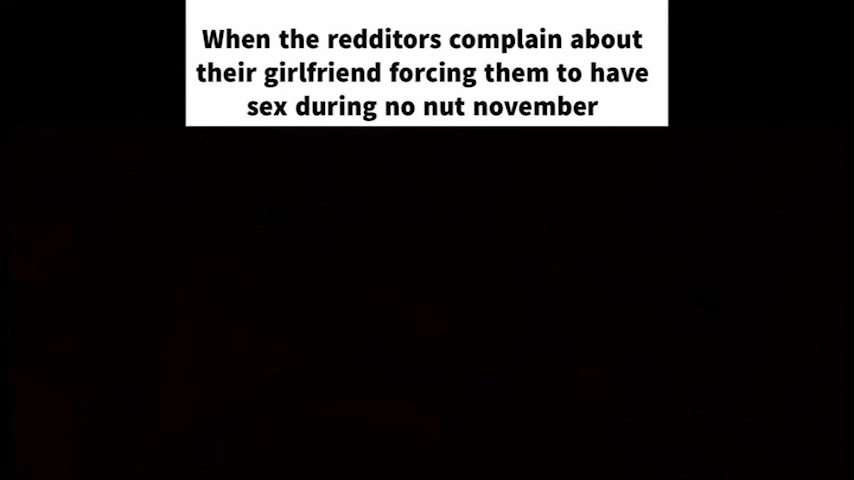 When the redditors complain about
their girlfriend forcing them to have
sex during no nut november